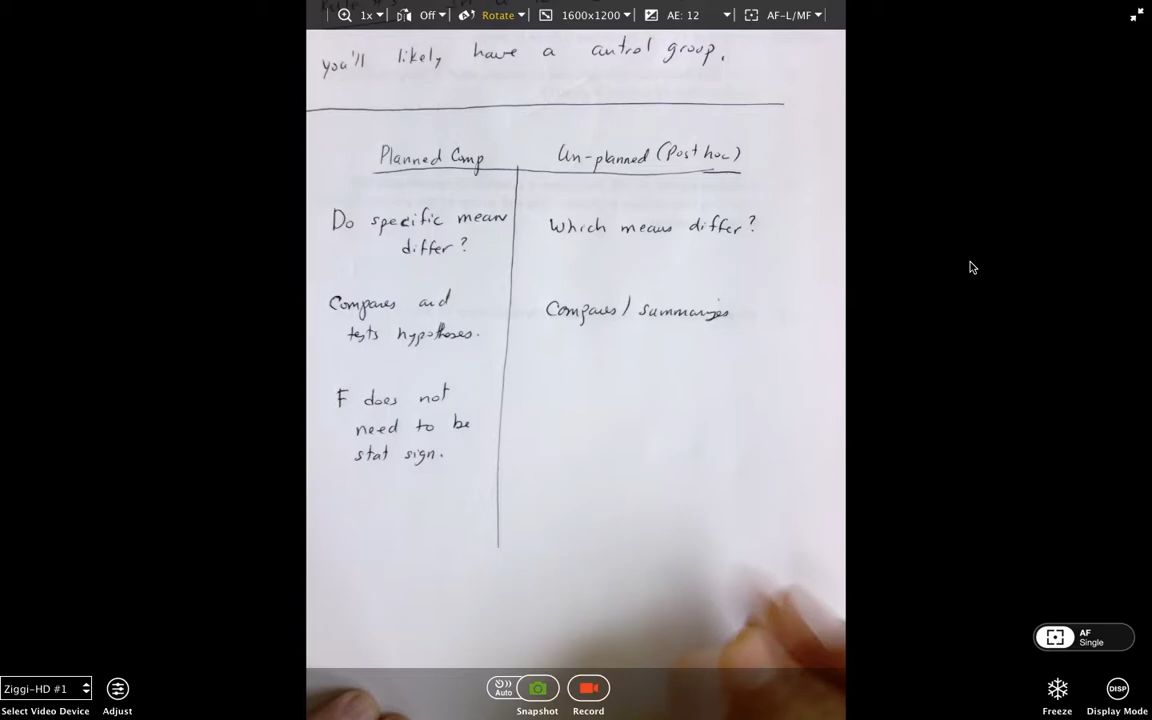 1x
Off
Rotate
1600x1200
AE: 12
AF-L/MF
you'll likely have a control group.
Planned Comp
Un-planned (Post hoc)
Do specific means
differ?
Which means differ?
Compares and
tests hypotheses.
Compares/ summarizes
F does not
need to be
stat sign.
AF
Single
Ziggi-HD #1
Auto
DISP
Select Video Device
Adjust
Snapshot
Record
Freeze
Display Mode